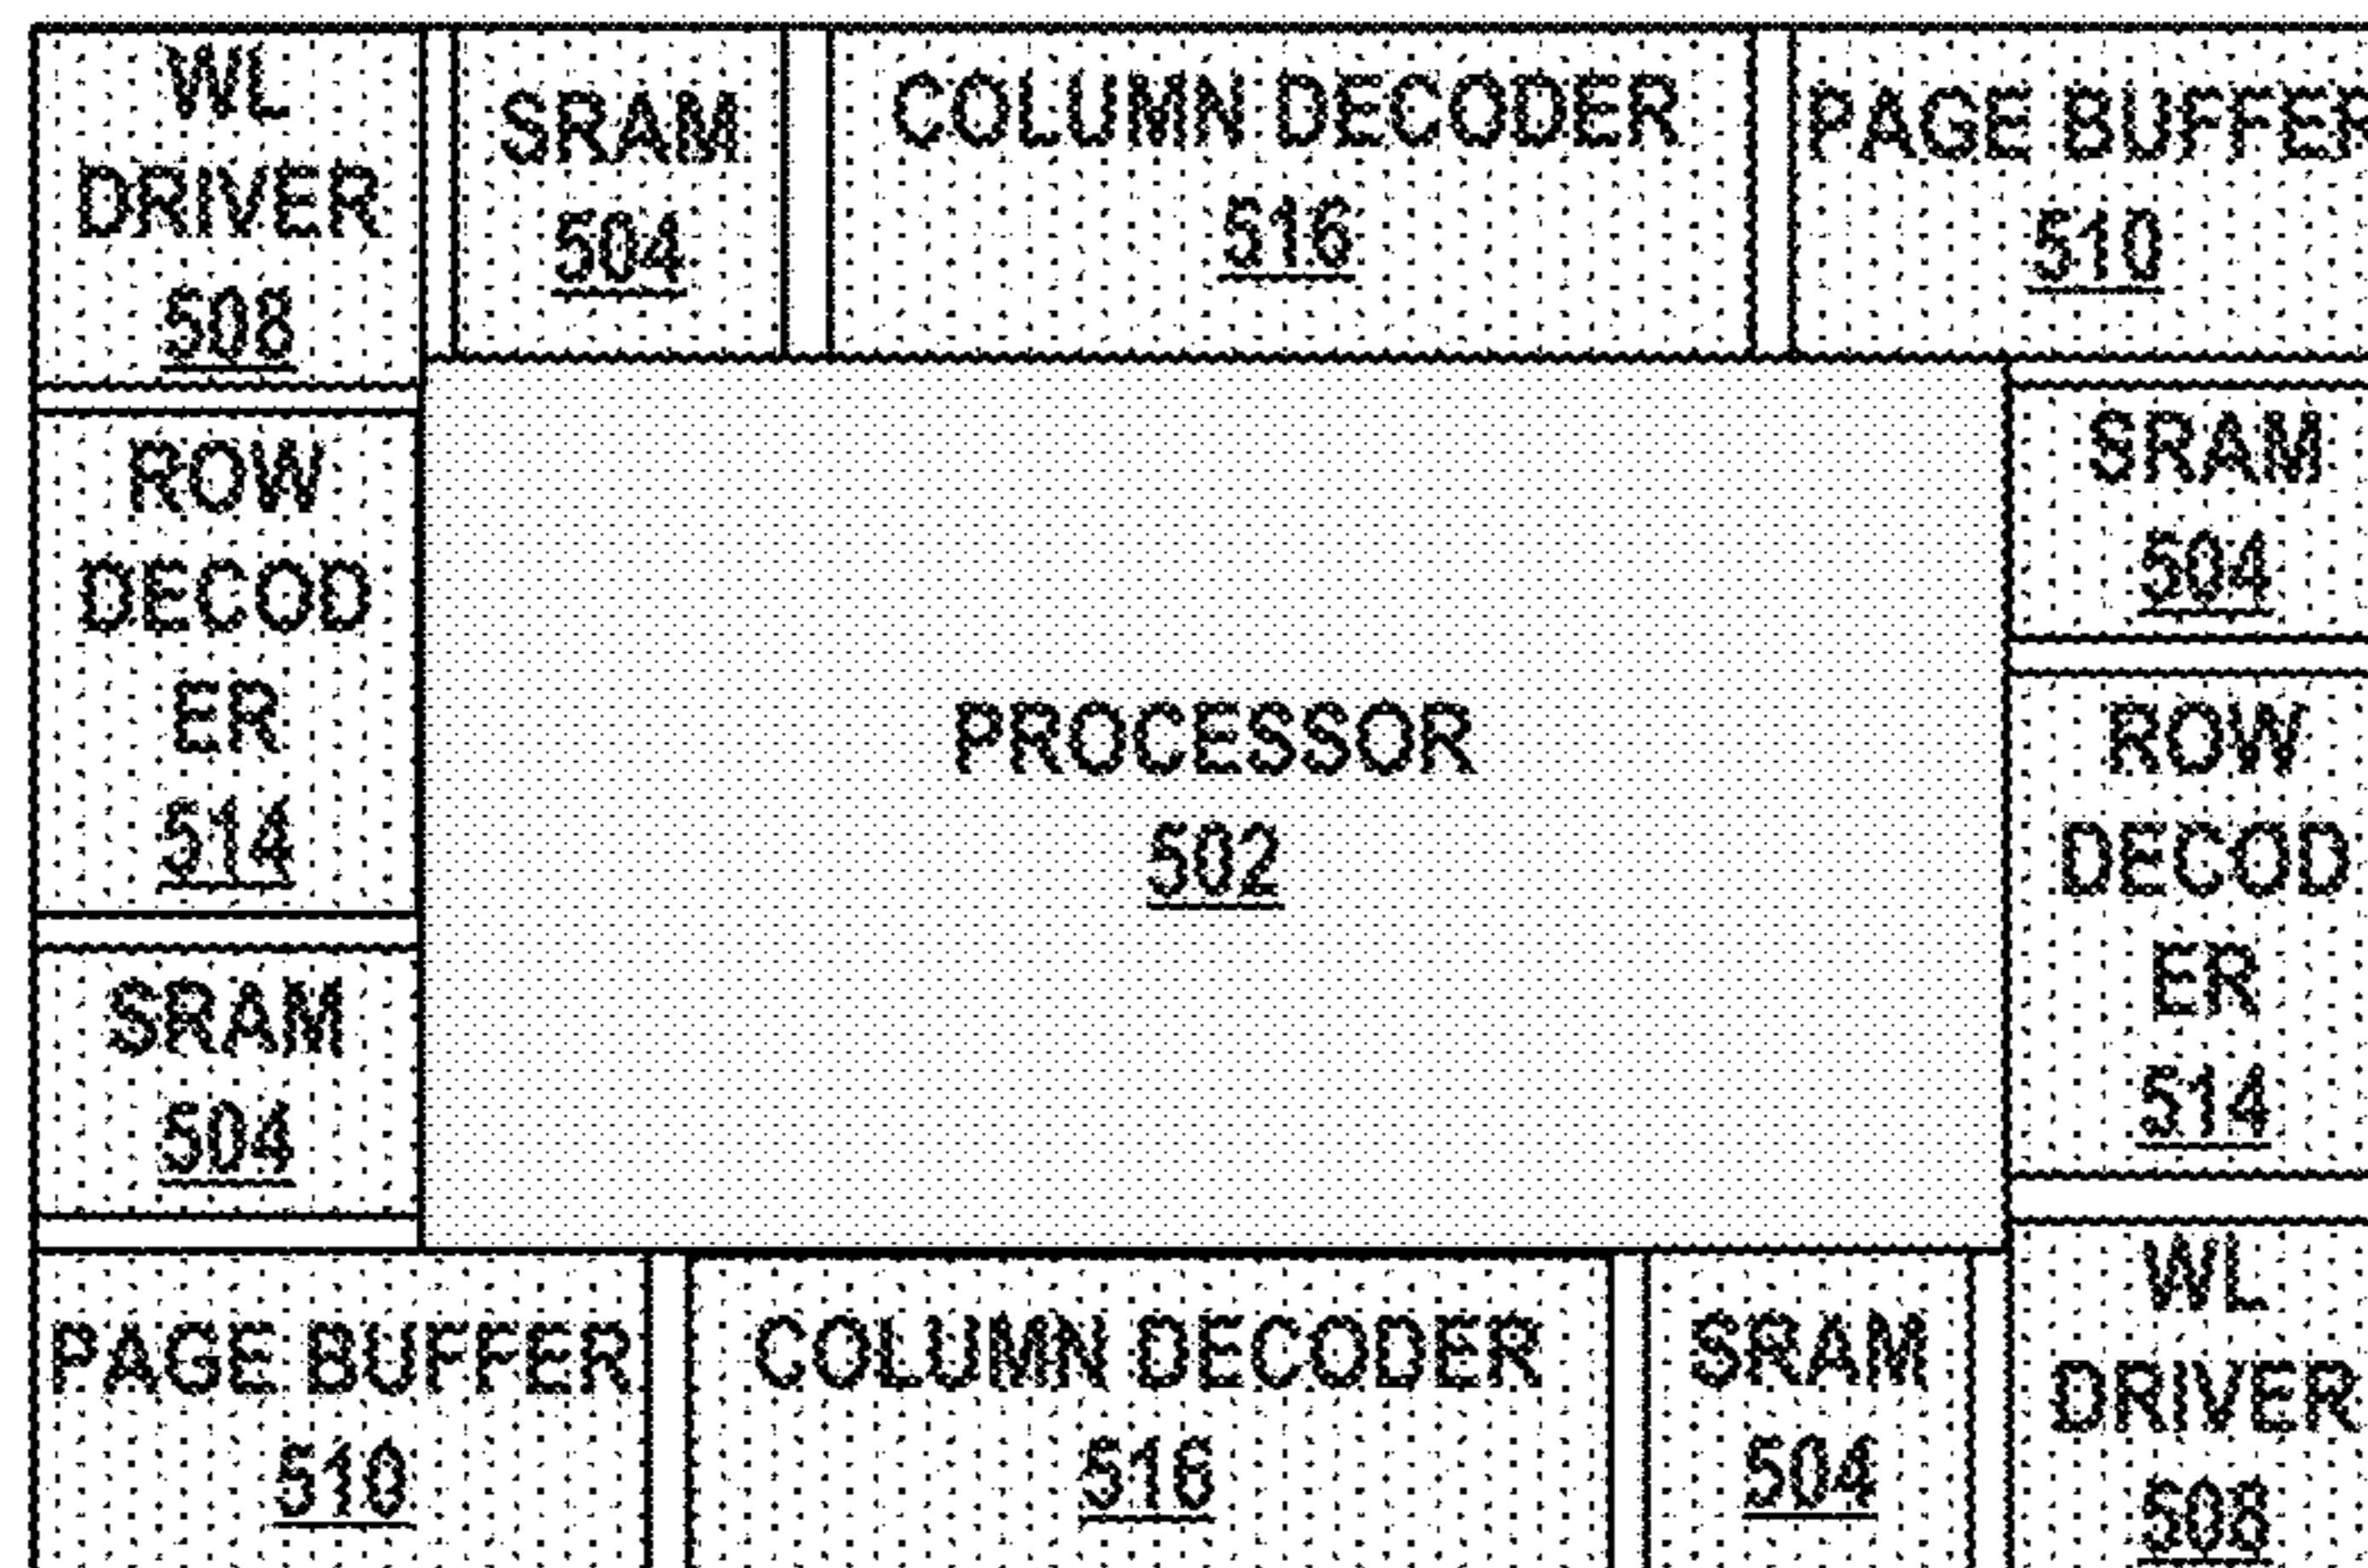 WL
DRIVER
508
SRAM
504
COLUMN DECODER
516
PAGE BUFFER
510
ROW
DECOD
ER
514
SRAM
504
PROCESSOR
502
SRAM
504
ROW
DECOD
ER
514
PAGE BUFFER
510
COLUMN DECODER
516
SRAM
504
WL
DRIVER
508